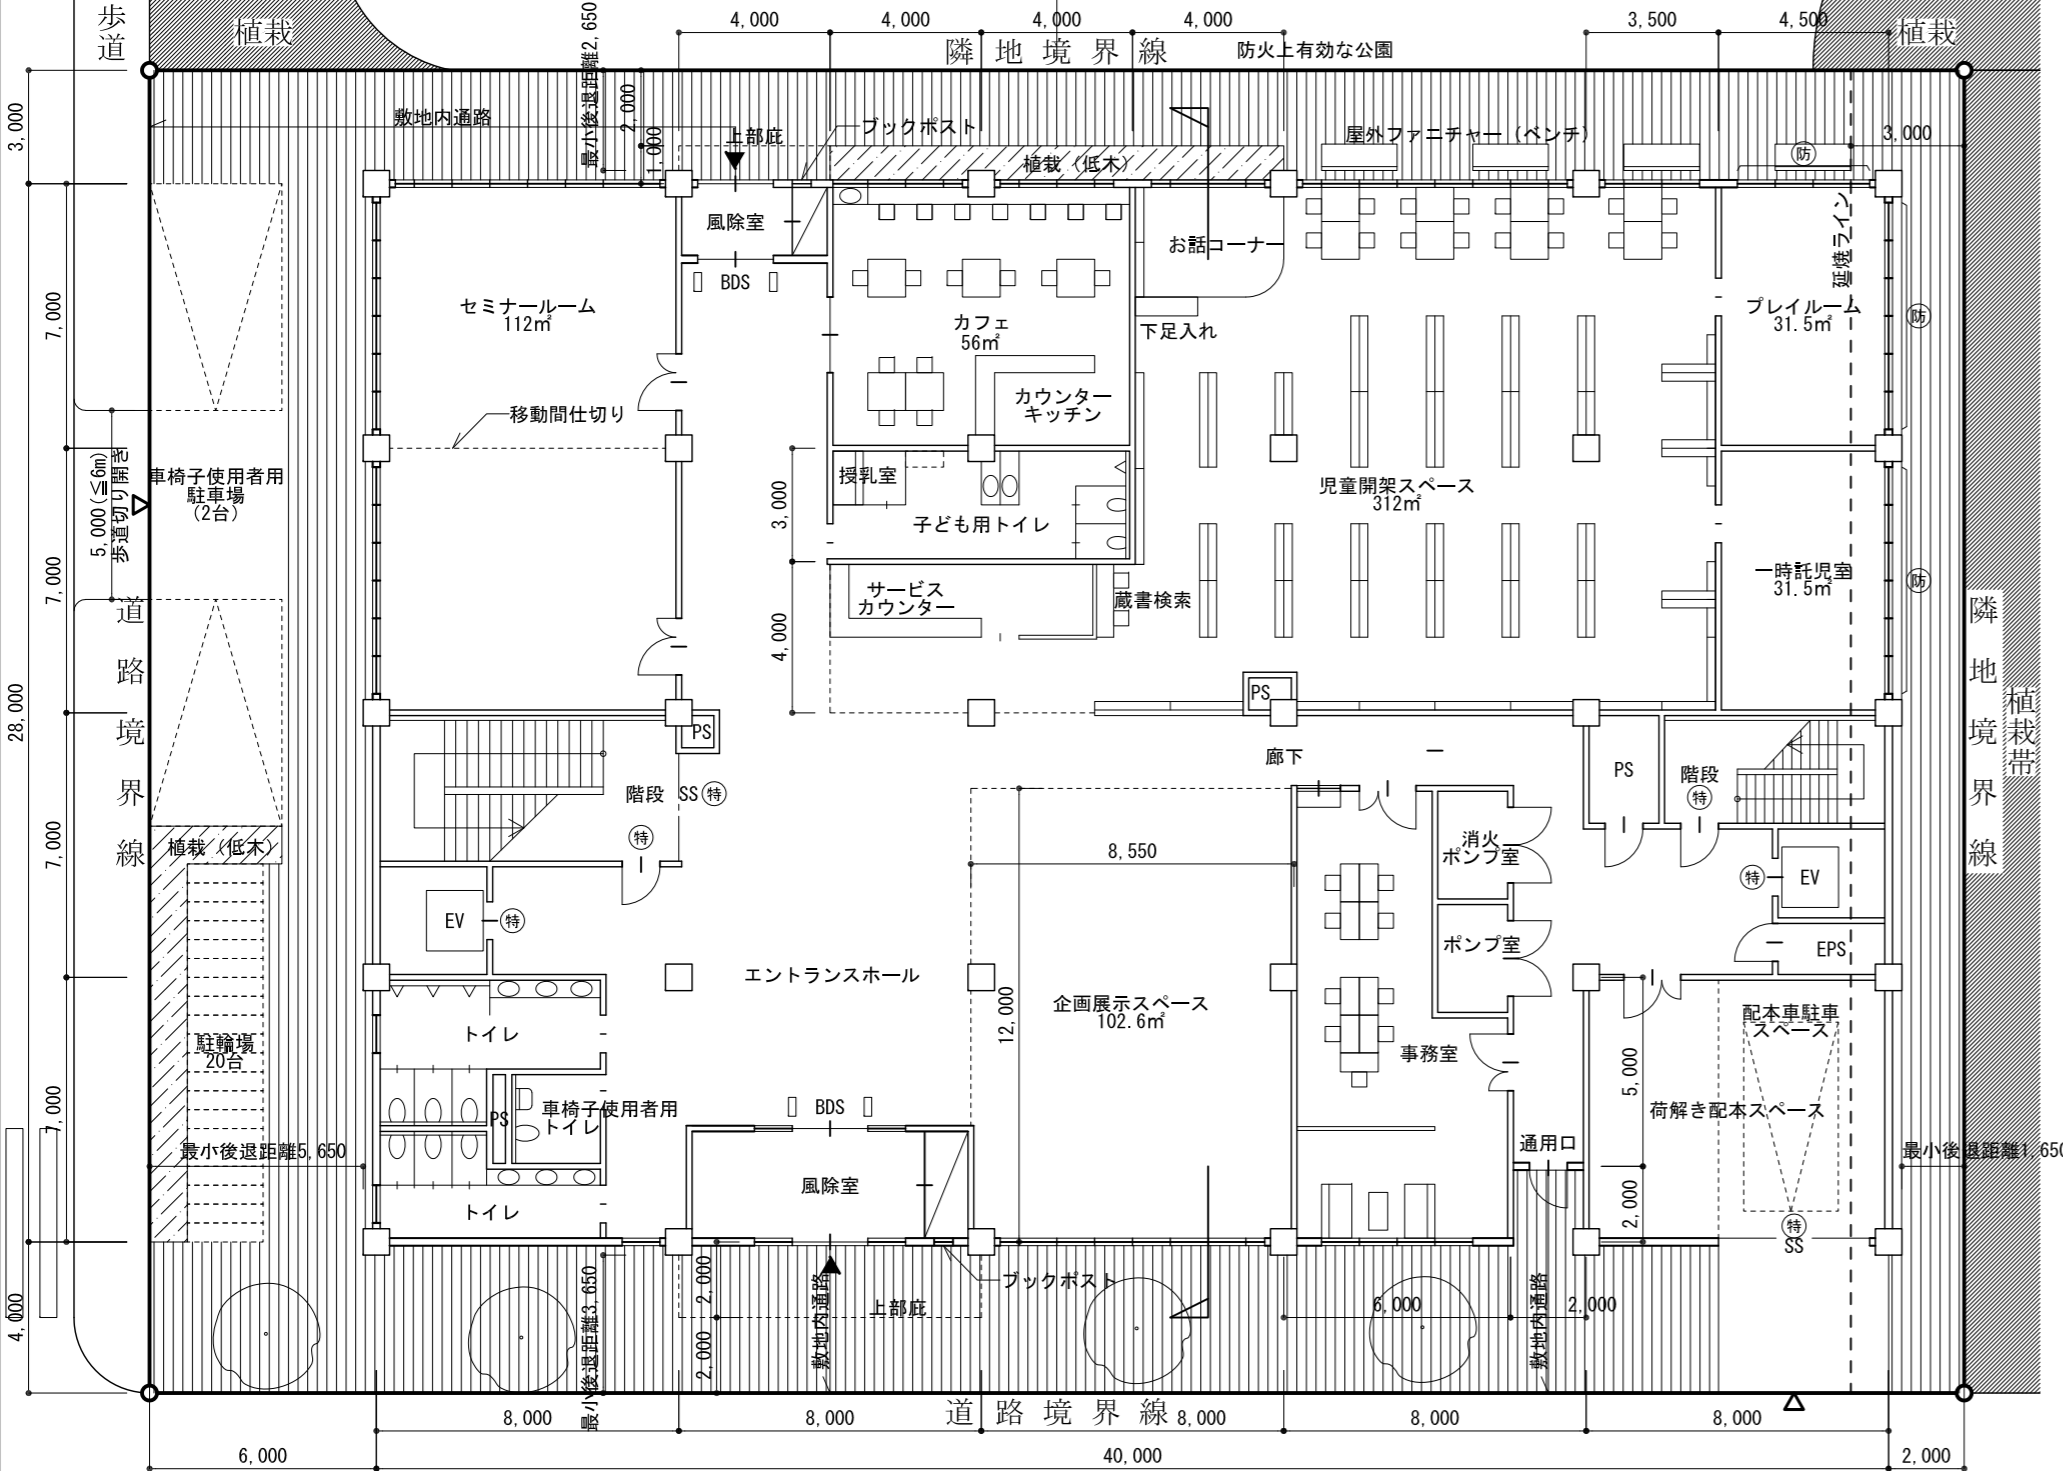 歩道
植栽
4,000
4,000
4,000
4,000
3,500
4,500
植栽
隣地境界線
防火上有効な公園
最小後退距離2,650
3,000
敷地内通路
2,000
1,000
上部庇
ブックポスト
植栽(低木)
屋外ファニチャー(ベンチ)
防
3,000
風除室
BDS
お話コーナー
延焼ライン
7,000
セミナールーム
112㎡
カフェ
56㎡
下足入れ
プレイルーム
31.5㎡
防
カウンター
キッチン
移動間仕切り
5,000(≦6m)
歩道切り開き
車椅子使用者用
駐車場
(2台)
3,000
授乳室
子ども用トイレ
児童開架スペース
312㎡
7,000
サービス
カウンター
蔵書検索
一時託児室
31.5㎡
防
4,000
道路境界線
隣地境界線
植栽帯
28,000
PS
PS
廊下
PS
階段
特
階段
SS
特
特
植栽(低木)
7,000
8,550
消火
ポンプ室
特
EV
EV
特
ポンプ室
EPS
エントランスホール
12,000
企画展示スペース
102.6㎡
トイレ
配本車駐車
スペース
駐輪場
20台
事務室
5,000
7,000
BDS
PS
車椅子使用者用
トイレ
荷解き配本スペース
通用口
最小後退距離5,650
最小後退距離1,650
風除室
トイレ
2,000
特
SS
4,000
最小後退距離3,650
2,000
2,000
敷地内通路
上部庇
ブックポスト
6,000
2,000
敷地内通路
道路境界線
8,000
8,000
8,000
8,000
8,000
6,000
40,000
2,000